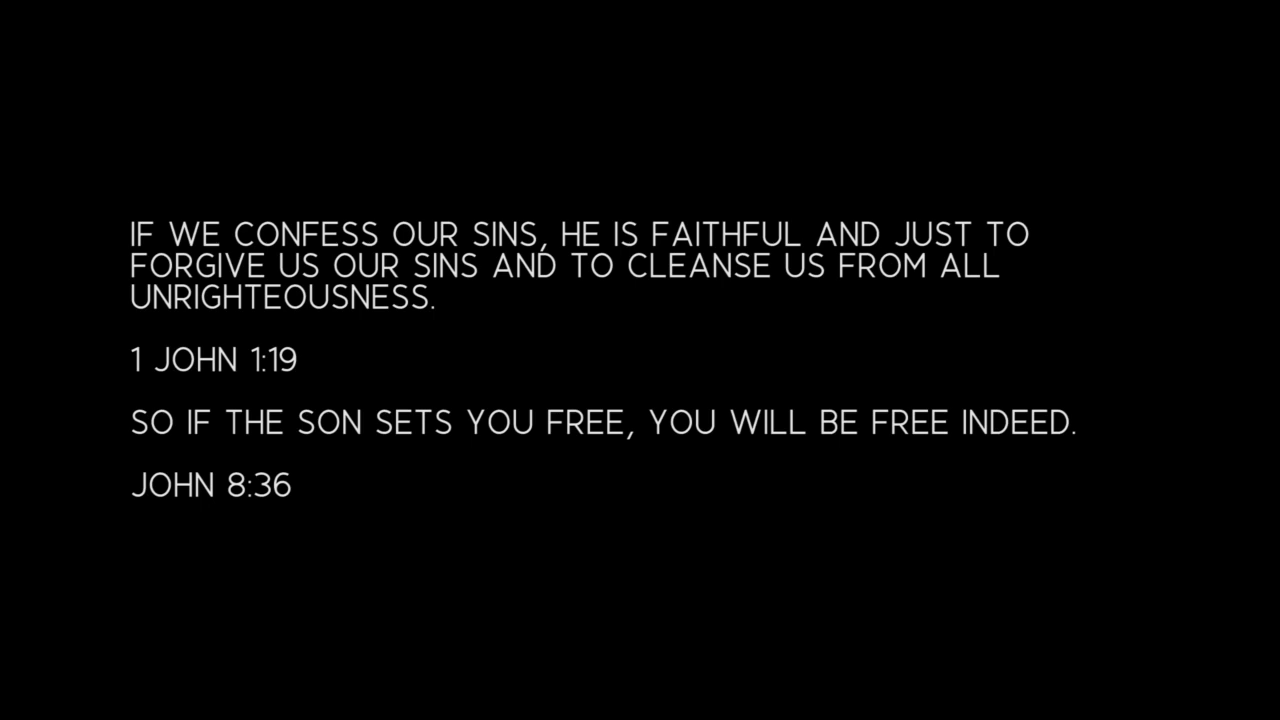 IF WE CONFESS OUR SINS, HE IS FAITHFUL AND JUST TO
FORGIVE US OUR SINS AND TO CLEANSE US FROM ALL
UNRIGHTEOUSNESS.
1 JOHN 1:19
SO IF THE SON SETS YOU FREE, YOU WILL BE FREE INDEED.
JOHN 8:36